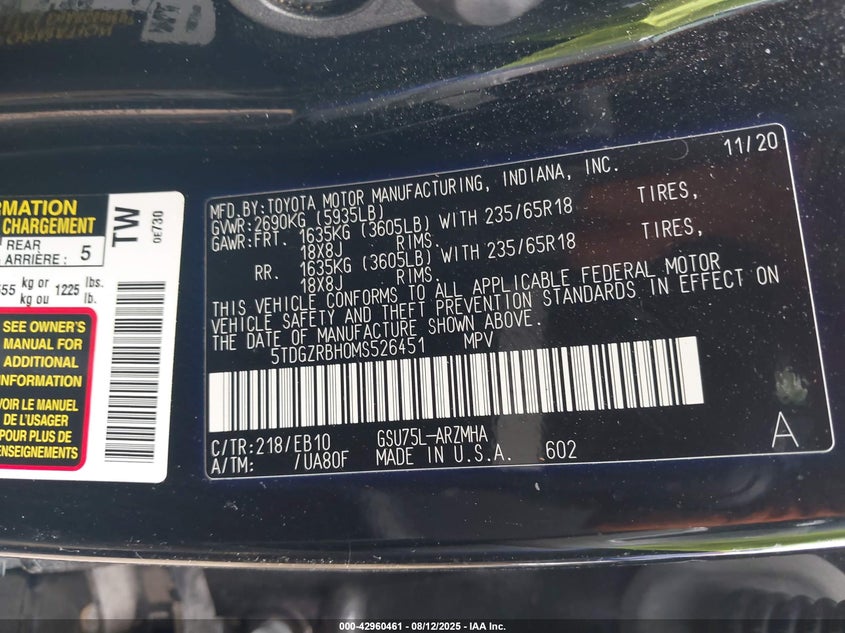 RMATION
CHARGEMENT
REAR
ARRIÈRE : 5
555 kg or 1225 lbs.
kg ou lb.
TW
0E730
SEE OWNER'S
MANUAL FOR
ADDITIONAL
INFORMATION
VOIR LE MANUEL
DE L'USAGER
POUR PLUS DE
RENSEIGNEMENTS
11/20
MFD.BY:TOYOTA MOTOR MANUFACTURING, INDIANA, INC.
GVWR:2690KG (5935LB)
GAWR:FRT. 1635KG (3605LB) WITH 235/65R18 TIRES,
18X8J RIMS.
RR. 1635KG (3605LB) WITH 235/65R18 TIRES,
18X8J RIMS.
THIS VEHICLE CONFORMS TO ALL APPLICABLE FEDERAL MOTOR
VEHICLE SAFETY AND THEFT PREVENTION STANDARDS IN EFFECT ON
THE DATE OF MANUFACTURE SHOWN ABOVE.
5TDGZRBH0MS526451 MPV
C/TR:218/EB10 GSU75L-ARZMHA
A/TM: /UA80F MADE IN U.S.A. 602
A
000-42960461 - 08/12/2025 - IAA Inc.